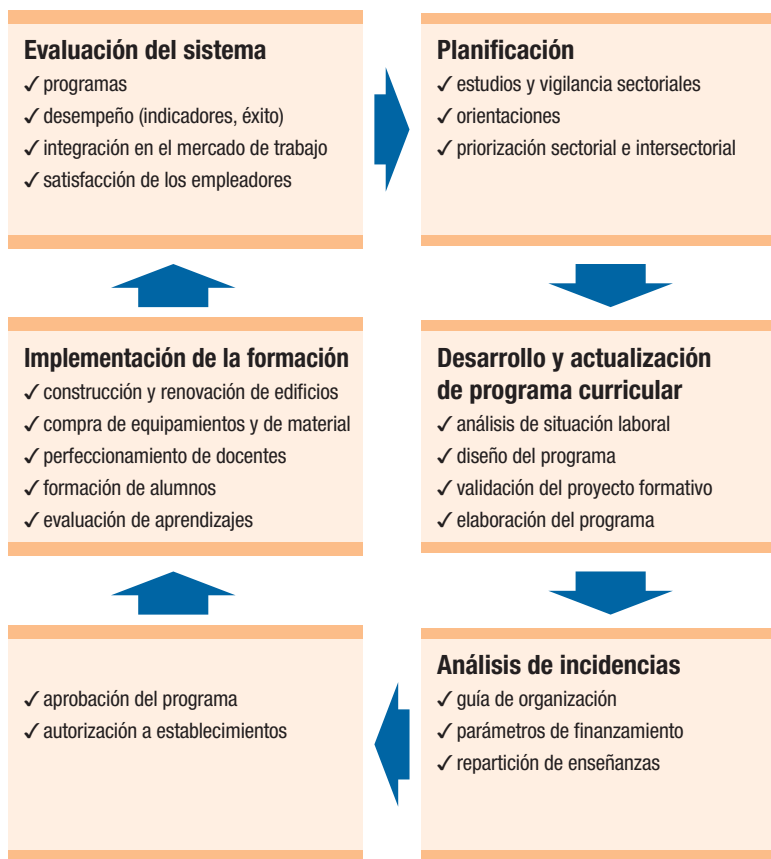 Evaluación del sistema
✓ programas
✓ desempeño (indicadores, éxito)
✓ integración en el mercado de trabajo
✓ satisfacción de los empleadores
Planificación
✓ estudios y vigilancia sectoriales
✓ orientaciones
✓ priorización sectorial e intersectorial
Desarrollo y actualización
de programa curricular
✓ análisis de situación laboral
✓ diseño del programa
✓ validación del proyecto formativo
✓ elaboración del programa
Análisis de incidencias
✓ guía de organización
✓ parámetros de finanzamiento
✓ repartición de enseñanzas
✓ aprobación del programa
✓ autorización a establecimientos
Implementación de la formación
✓ construcción y renovación de edificios
✓ compra de equipamientos y de material
✓ perfeccionamiento de docentes
✓ formación de alumnos
✓ evaluación de aprendizajes